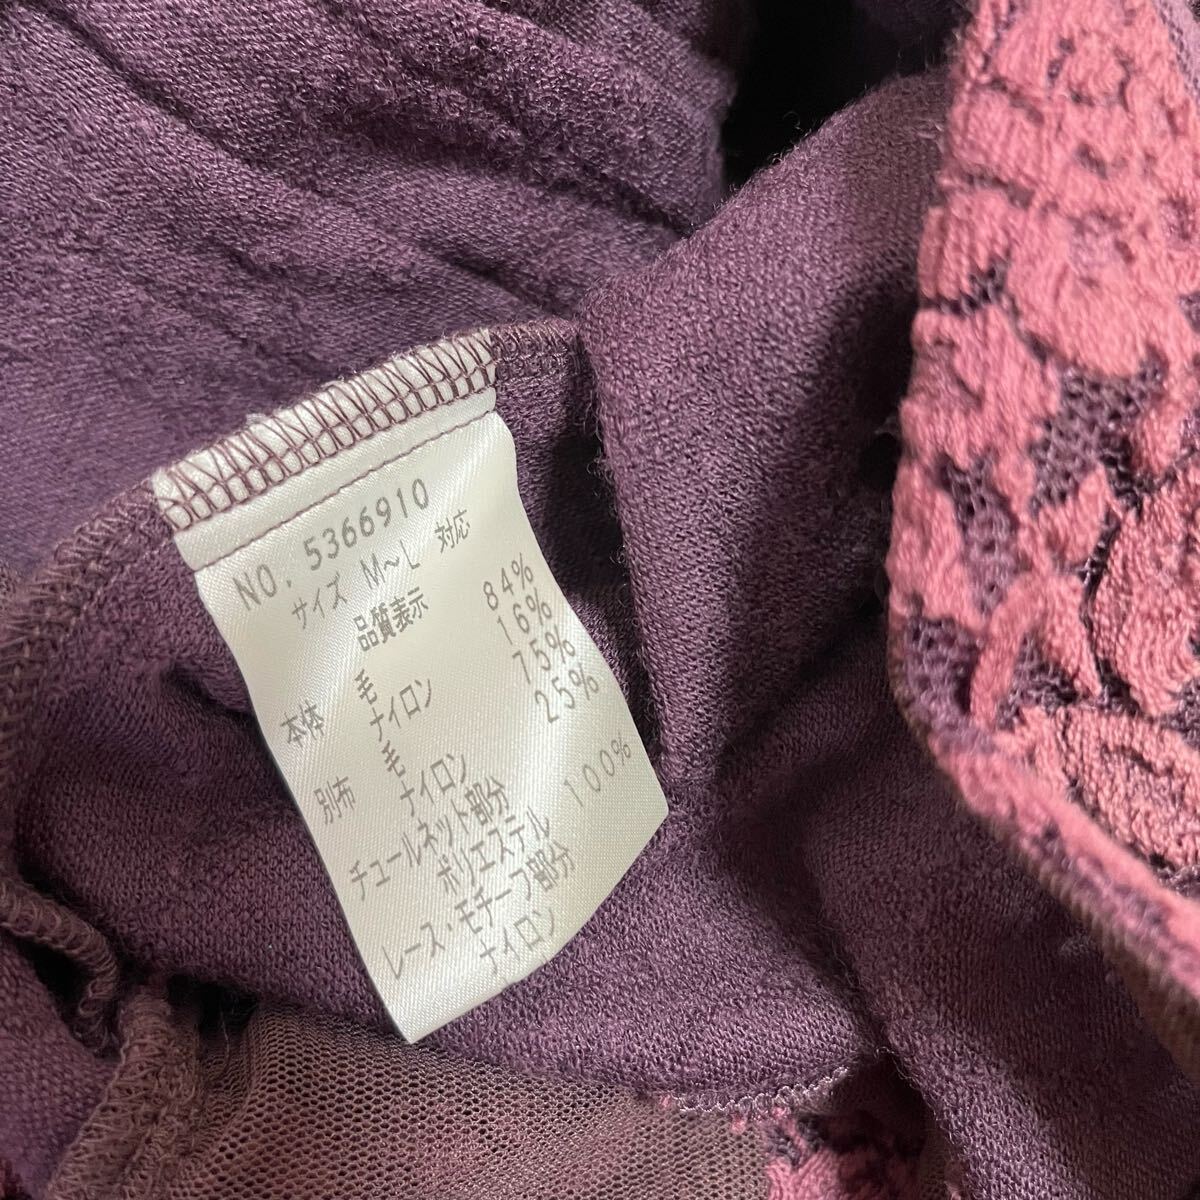 NO. 5366910
サイズ M〜L 対応
品質表示
本体 毛 84%
ナイロン 16%
別布 毛 75%
ナイロン 25%
チュールネット部分
ポリエステル 100%
レース・モチーフ部分
ナイロン